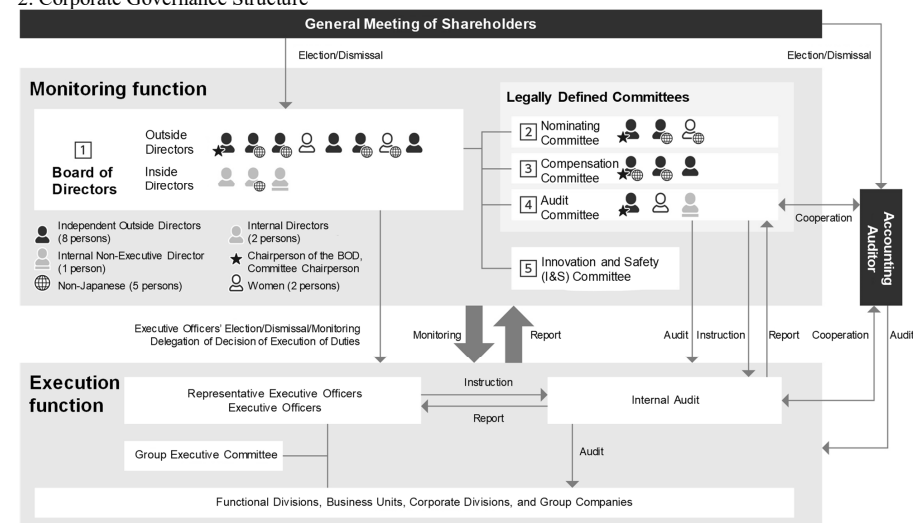 2. Corporate Governance Structure
General Meeting of Shareholders
Election/Dismissal
Election/Dismissal
Monitoring function
1
Board of
Directors
Outside
Directors
Inside
Directors
Independent Outside Directors
(8 persons)
Internal Directors
(2 persons)
Internal Non-Executive Director
(1 person)
Chairperson of the BOD,
Committee Chairperson
Non-Japanese (5 persons)
Women (2 persons)
Legally Defined Committees
2 Nominating
Committee
3 Compensation
Committee
4 Audit
Committee
5 Innovation and Safety
(I&S) Committee
Cooperation
Accounting
Auditor
Executive Officers' Election/Dismissal/Monitoring
Delegation of Decision of Execution of Duties
Monitoring
Report
Audit
Instruction
Report
Cooperation
Audit
Execution
function
Representative Executive Officers
Executive Officers
Instruction
Report
Internal Audit
Group Executive Committee
Audit
Functional Divisions, Business Units, Corporate Divisions, and Group Companies